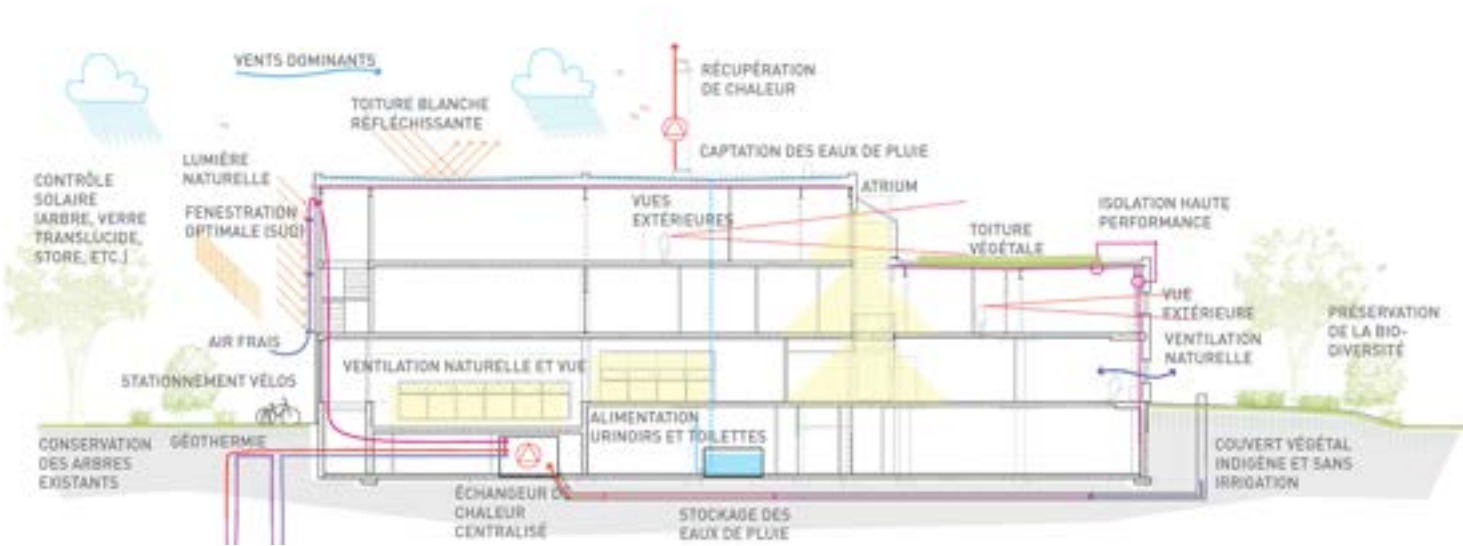 VENTS DOMINANTS
RÉCUPÉRATION
DE CHALEUR
TOITURE BLANCHE
RÉFLÉCHISSANTE
CAPTATION DES EAUX DE PLUIE
LUMIÈRE
NATURELLE
CONTRÔLE
SOLAIRE
(ARBRE, VERRE
TRANSLUCIDE,
STORE, ETC.)
FENESTRATION
OPTIMALE (SUD)
VUES
EXTÉRIEURES
ATRIUM
TOITURE
VÉGÉTALE
ISOLATION HAUTE
PERFORMANCE
VUE
EXTÉRIEURE
PRÉSERVATION
DE LA BIO-
DIVERSITÉ
AIR FRAIS
VENTILATION
NATURELLE
VENTILATION NATURELLE ET VUE
STATIONNEMENT VÉLOS
ALIMENTATION
URINOIRS ET TOILETTES
CONSERVATION
DES ARBRES
EXISTANTS
GÉOTHERMIE
COUVERT VÉGÉTAL
INDIGÈNE ET SANS
IRRIGATION
ÉCHANGEUR DE
CHALEUR
CENTRALISÉ
STOCKAGE DES
EAUX DE PLUIE